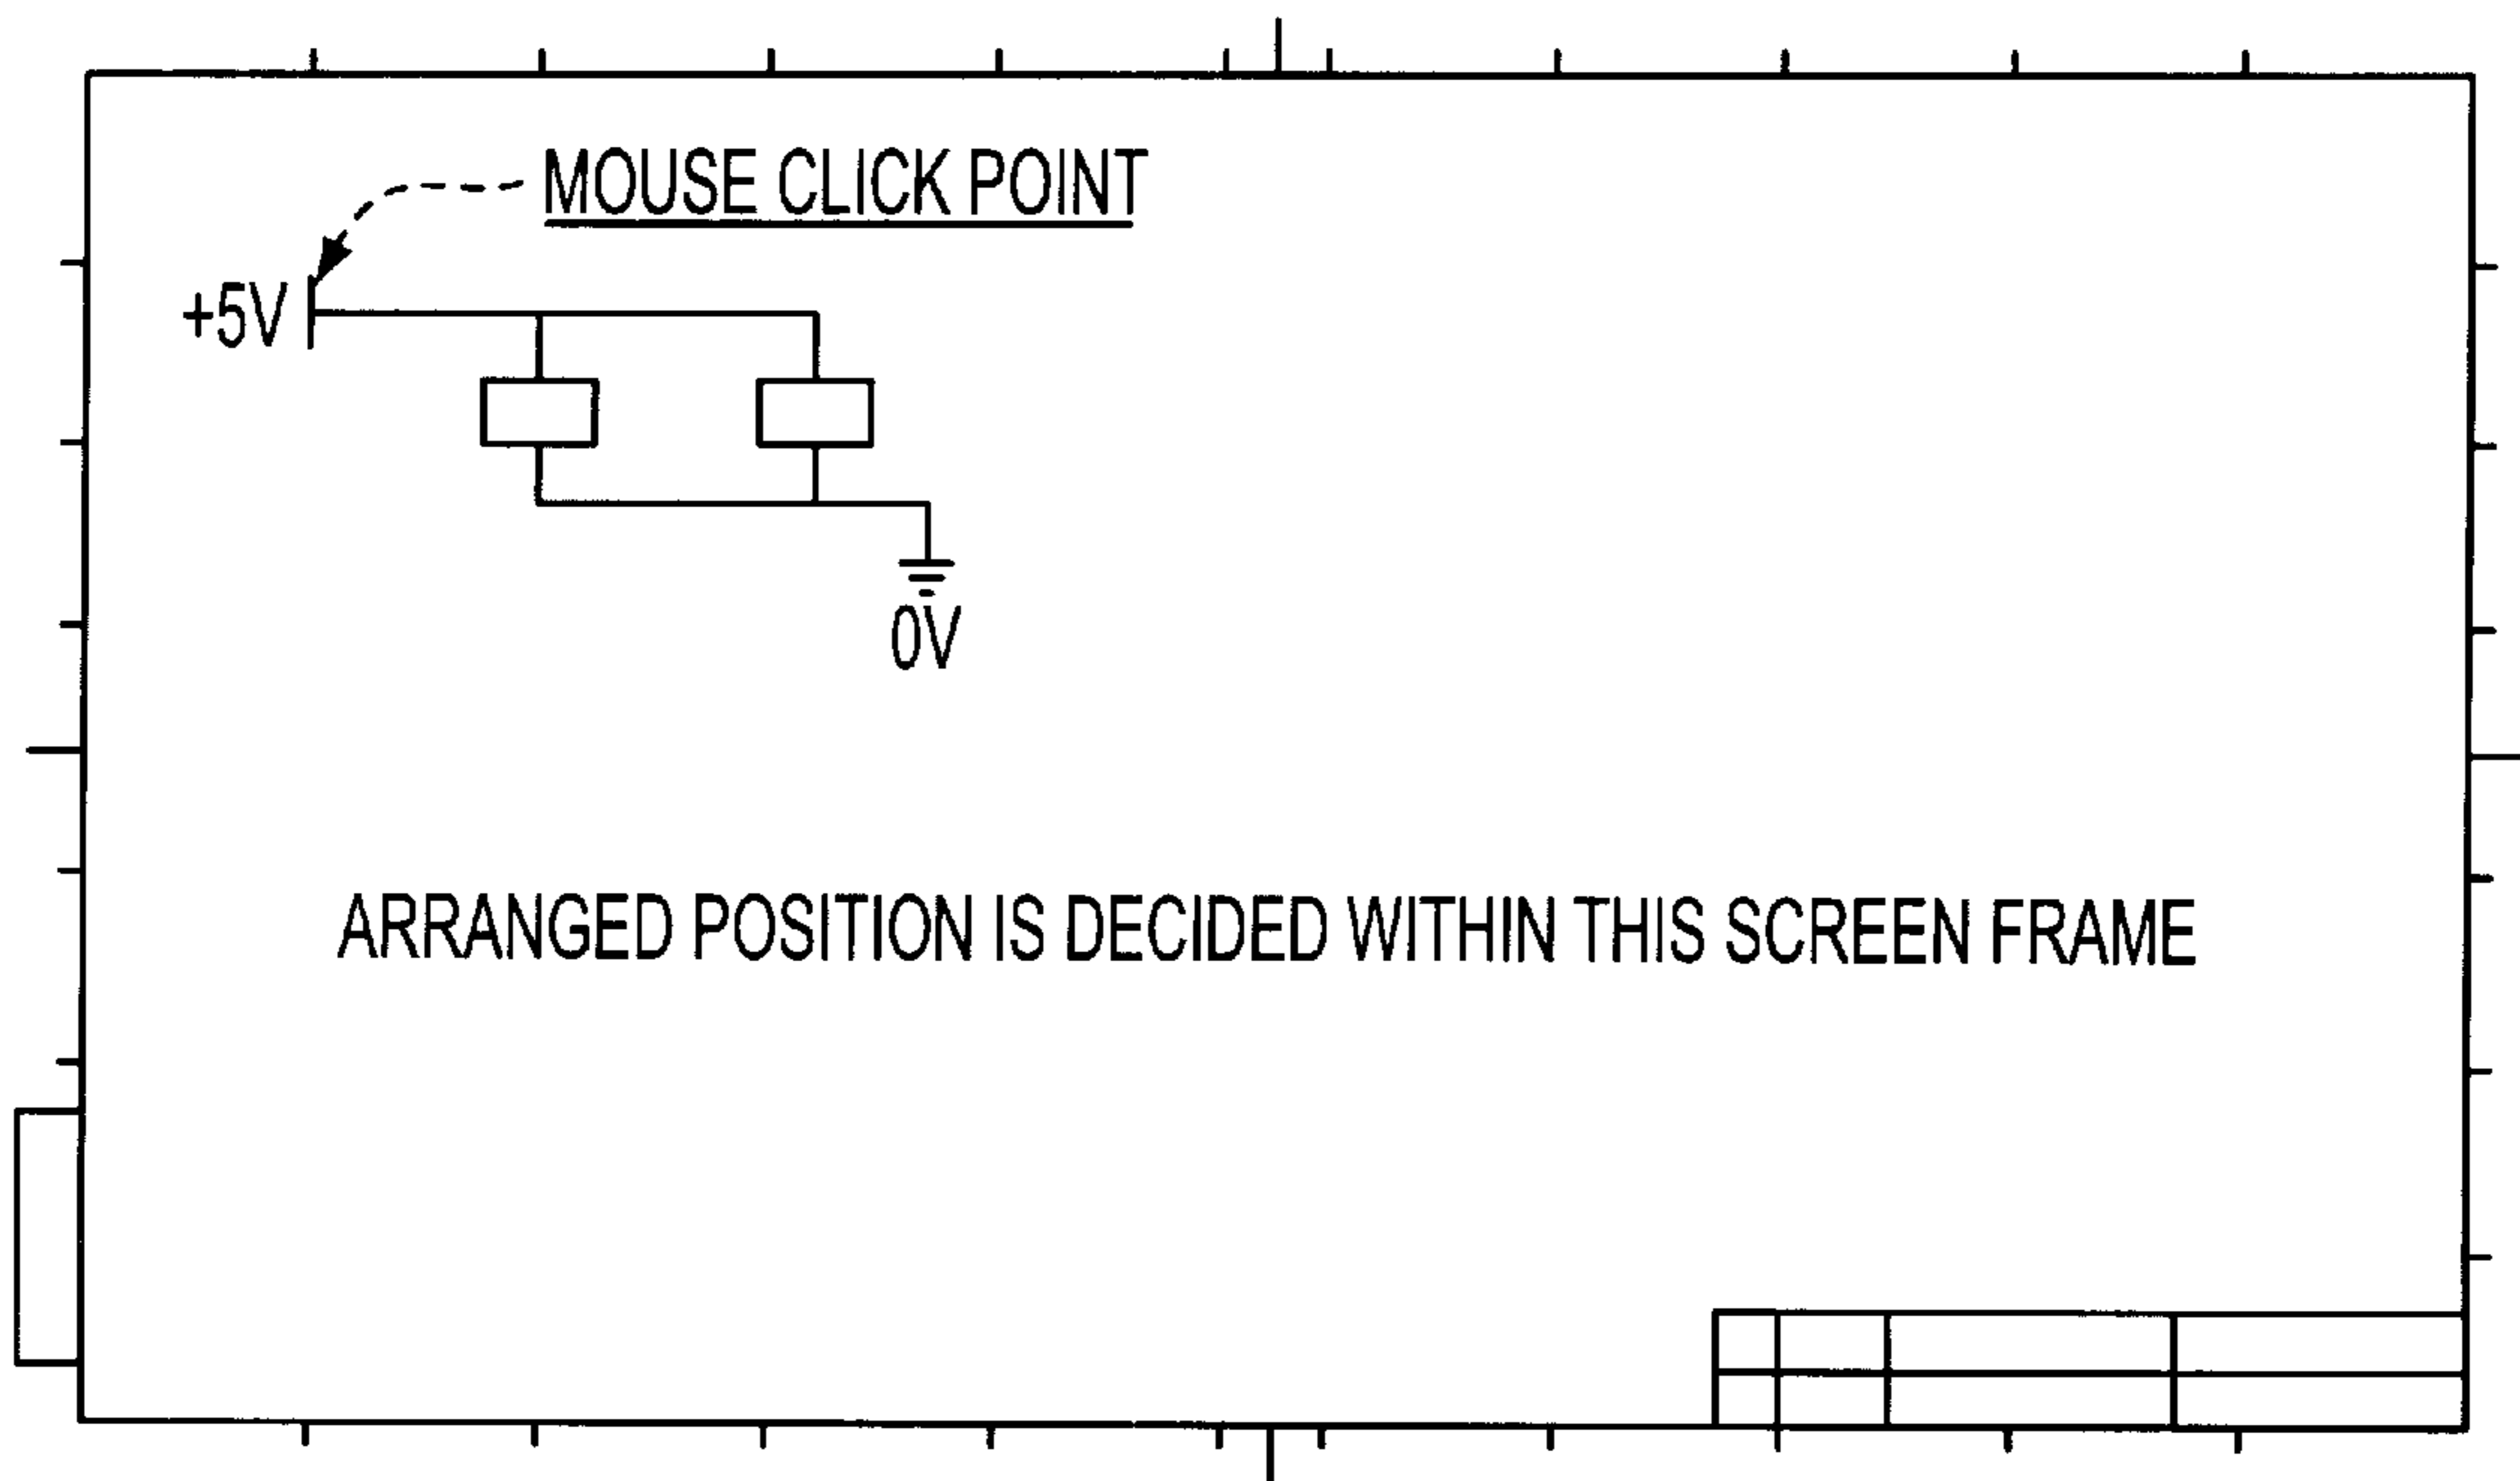 MOUSE CLICK POINT
+5V
0V
ARRANGED POSITION IS DECIDED WITHIN THIS SCREEN FRAME